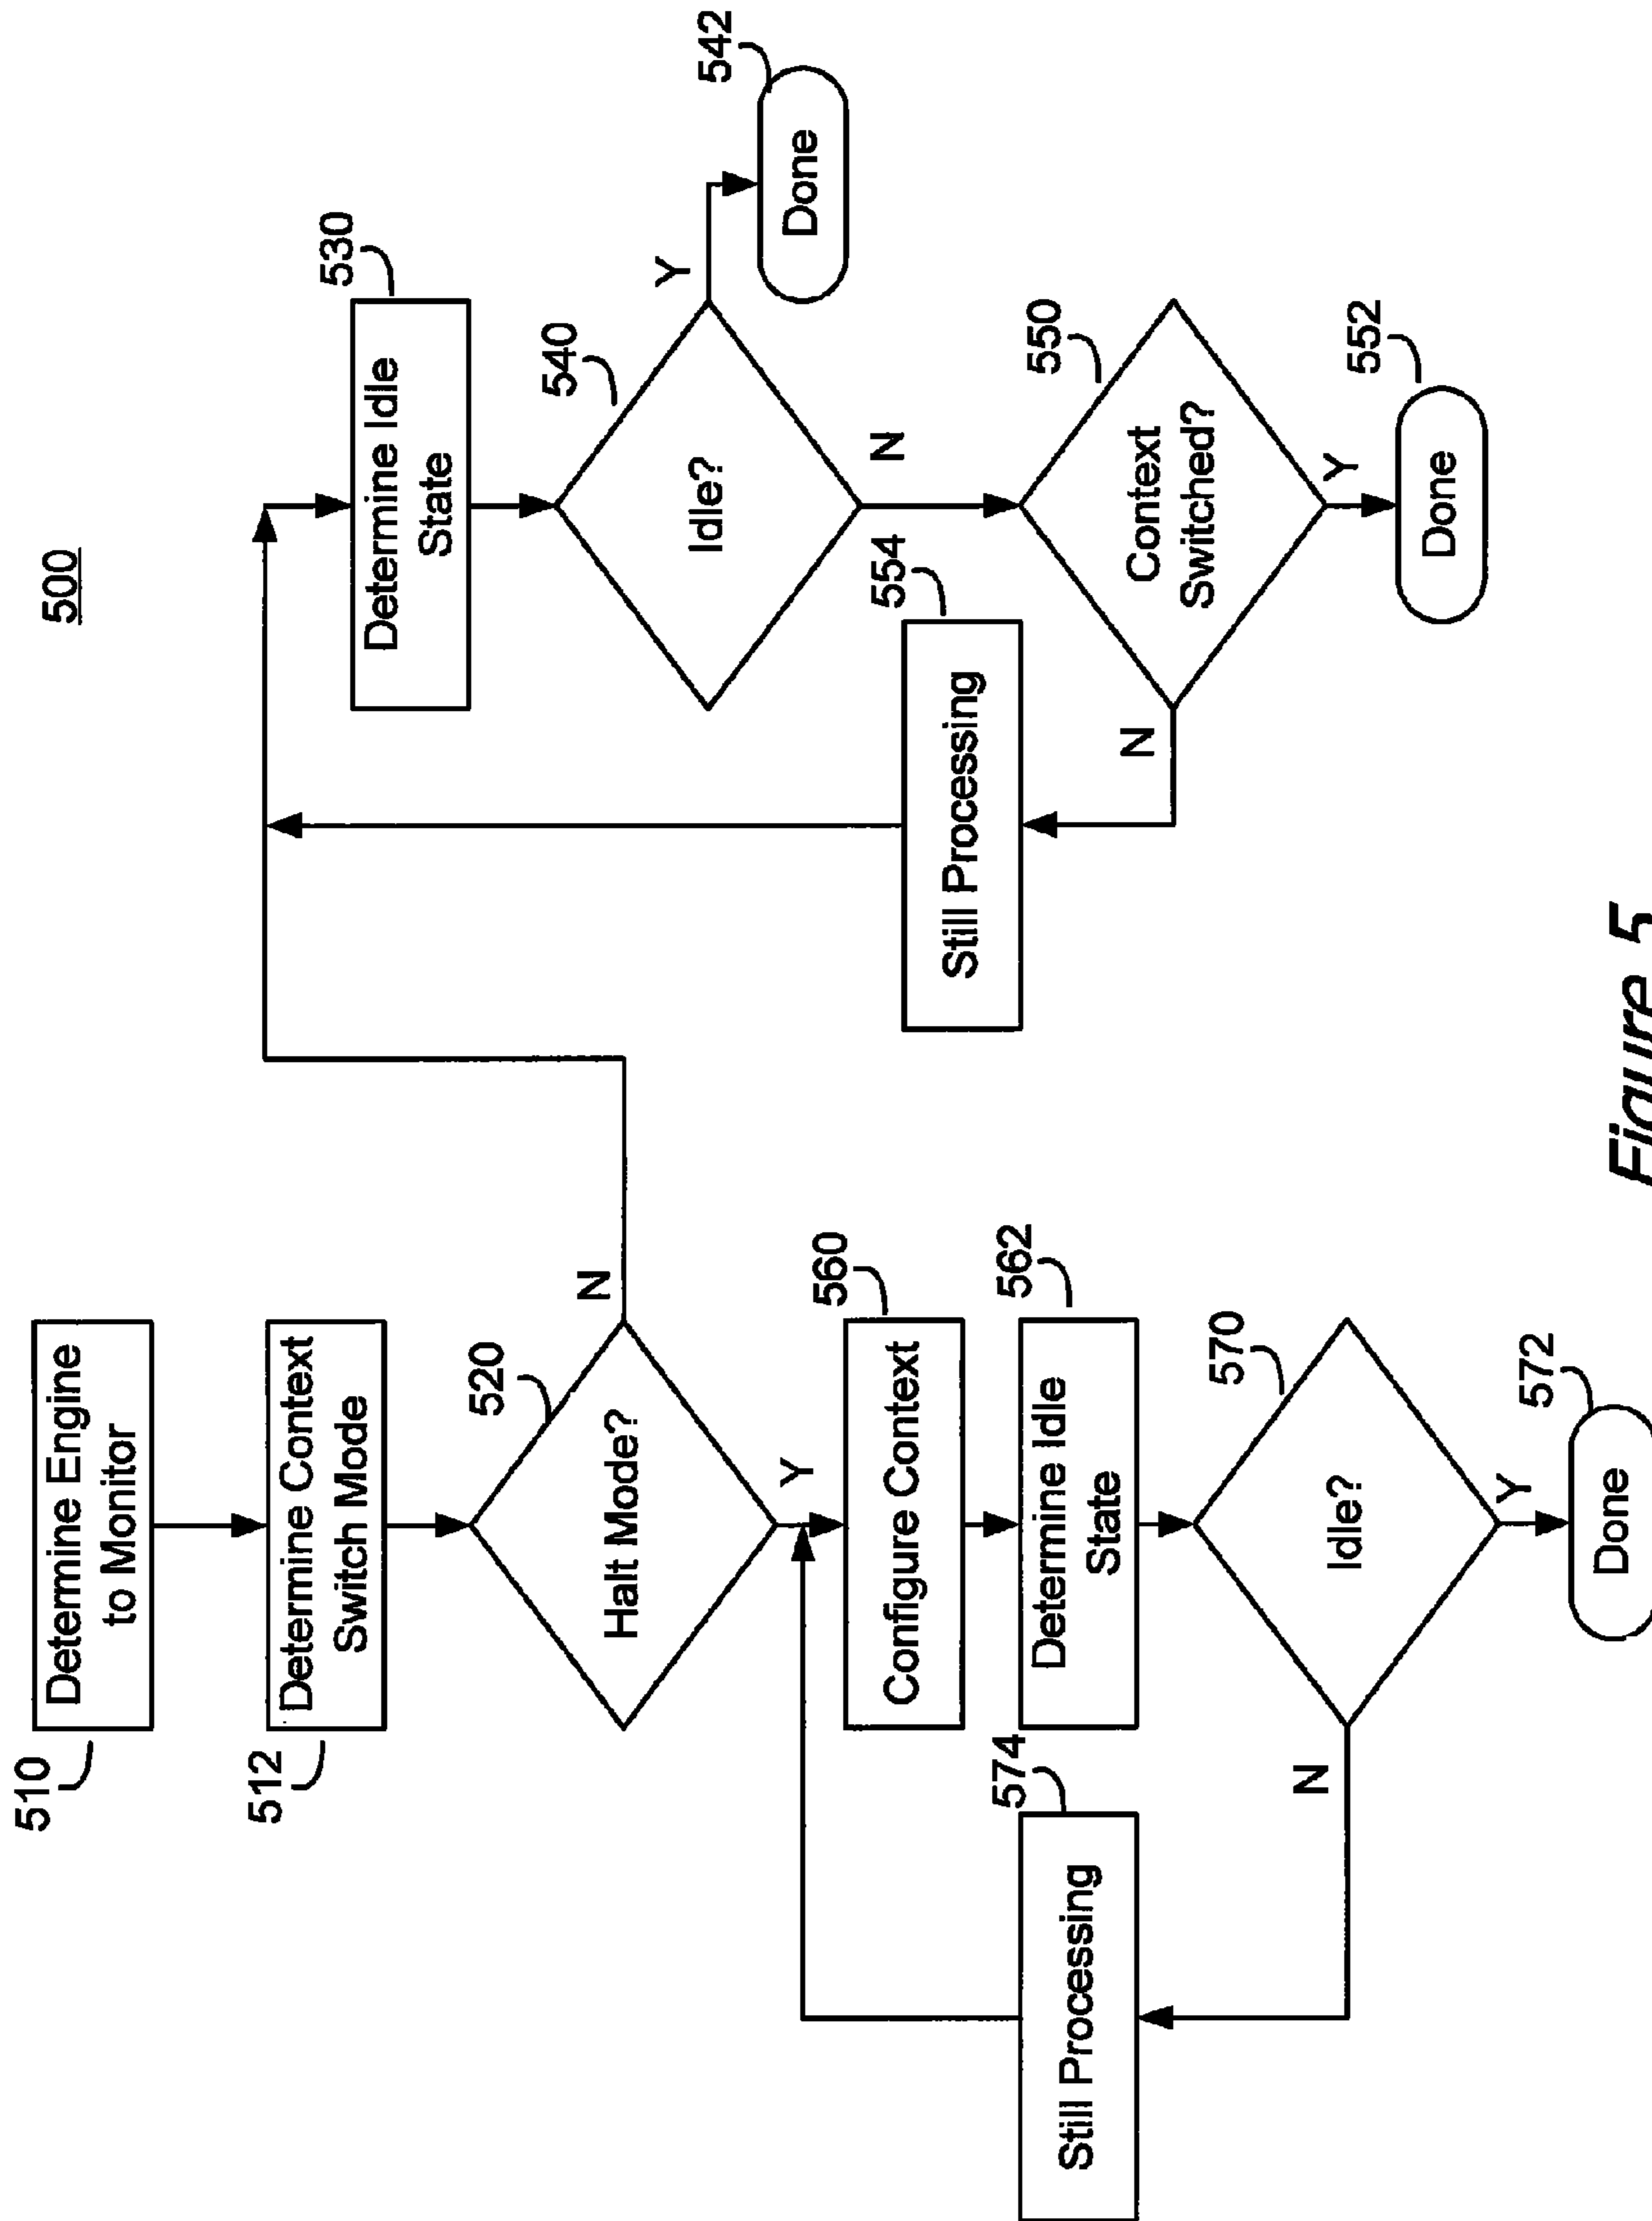 500
510
Determine Engine
to Monitor
512
Determine Context
Switch Mode
520
Halt Mode?
N
Y
560
Configure Context
562
Determine Idle
State
570
Idle?
N
Y
574
Still Processing
572
Done
530
Determine Idle
State
540
Idle?
Y
N
542
Done
550
Context
Switched?
N
Y
554
Still Processing
552
Done
Figure 5